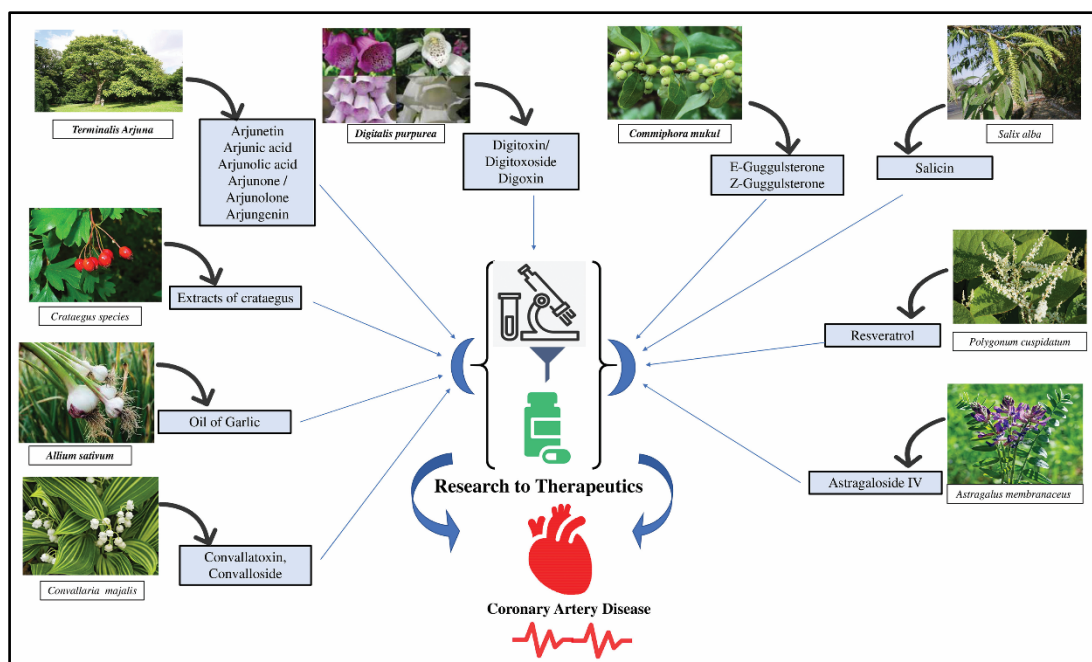 Terminalis Arjuna
Arjunetin
Arjunic acid
Arjunolic acid
Arjunone /
Arjunolone
Arjungenin
Digitalis purpurea
Digitoxin/
Digitoxoside
Digoxin
Commiphora mukul
E-Guggulsterone
Z-Guggulsterone
Salix alba
Salicin
Crataegus species
Extracts of crataegus
Polygonum cuspidatum
Resveratrol
Allium sativum
Oil of Garlic
Astragalus membranaceus
Astragaloside IV
Convallaria majalis
Convallatoxin,
Convalloside
Research to Therapeutics
Coronary Artery Disease